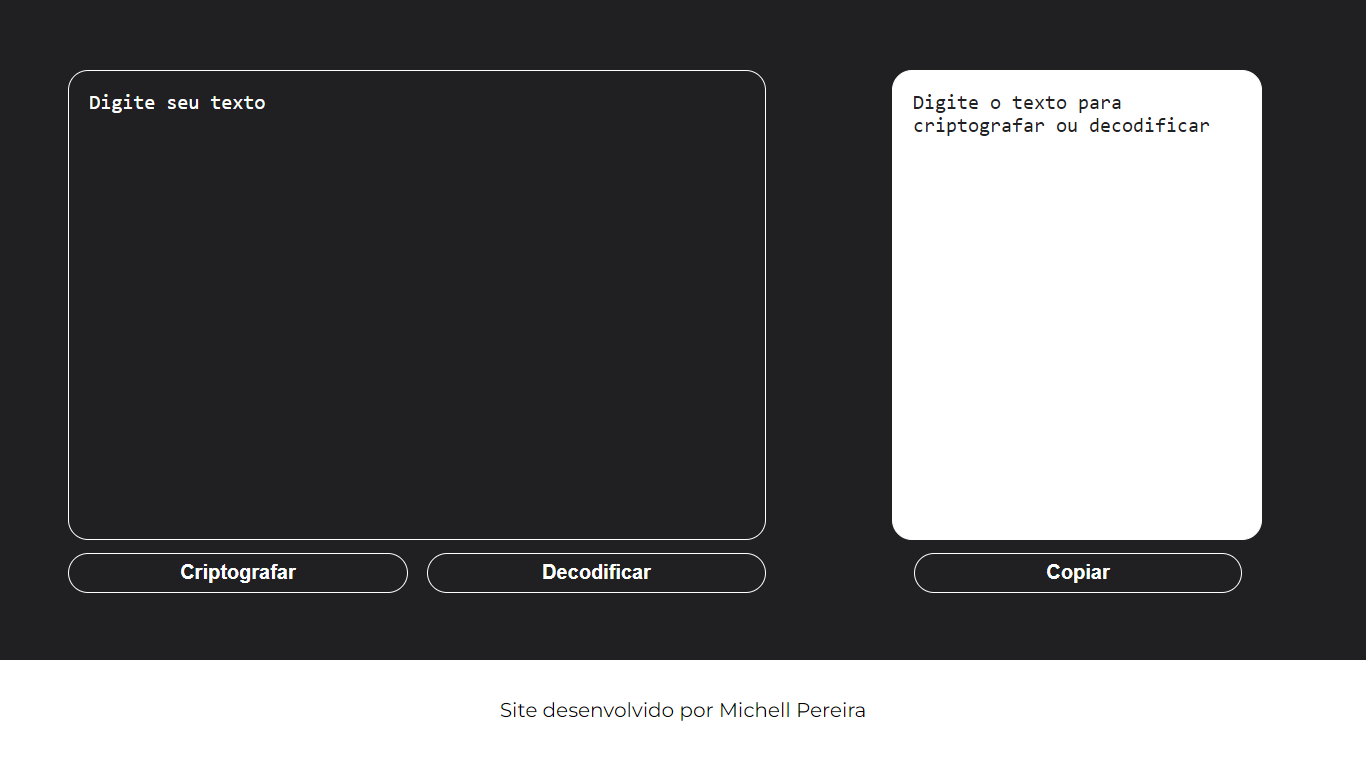 Digite seu texto
Digite o texto para
criptografar ou decodificar
Criptografar
Decodificar
Copiar
Site desenvolvido por Michell Pereira